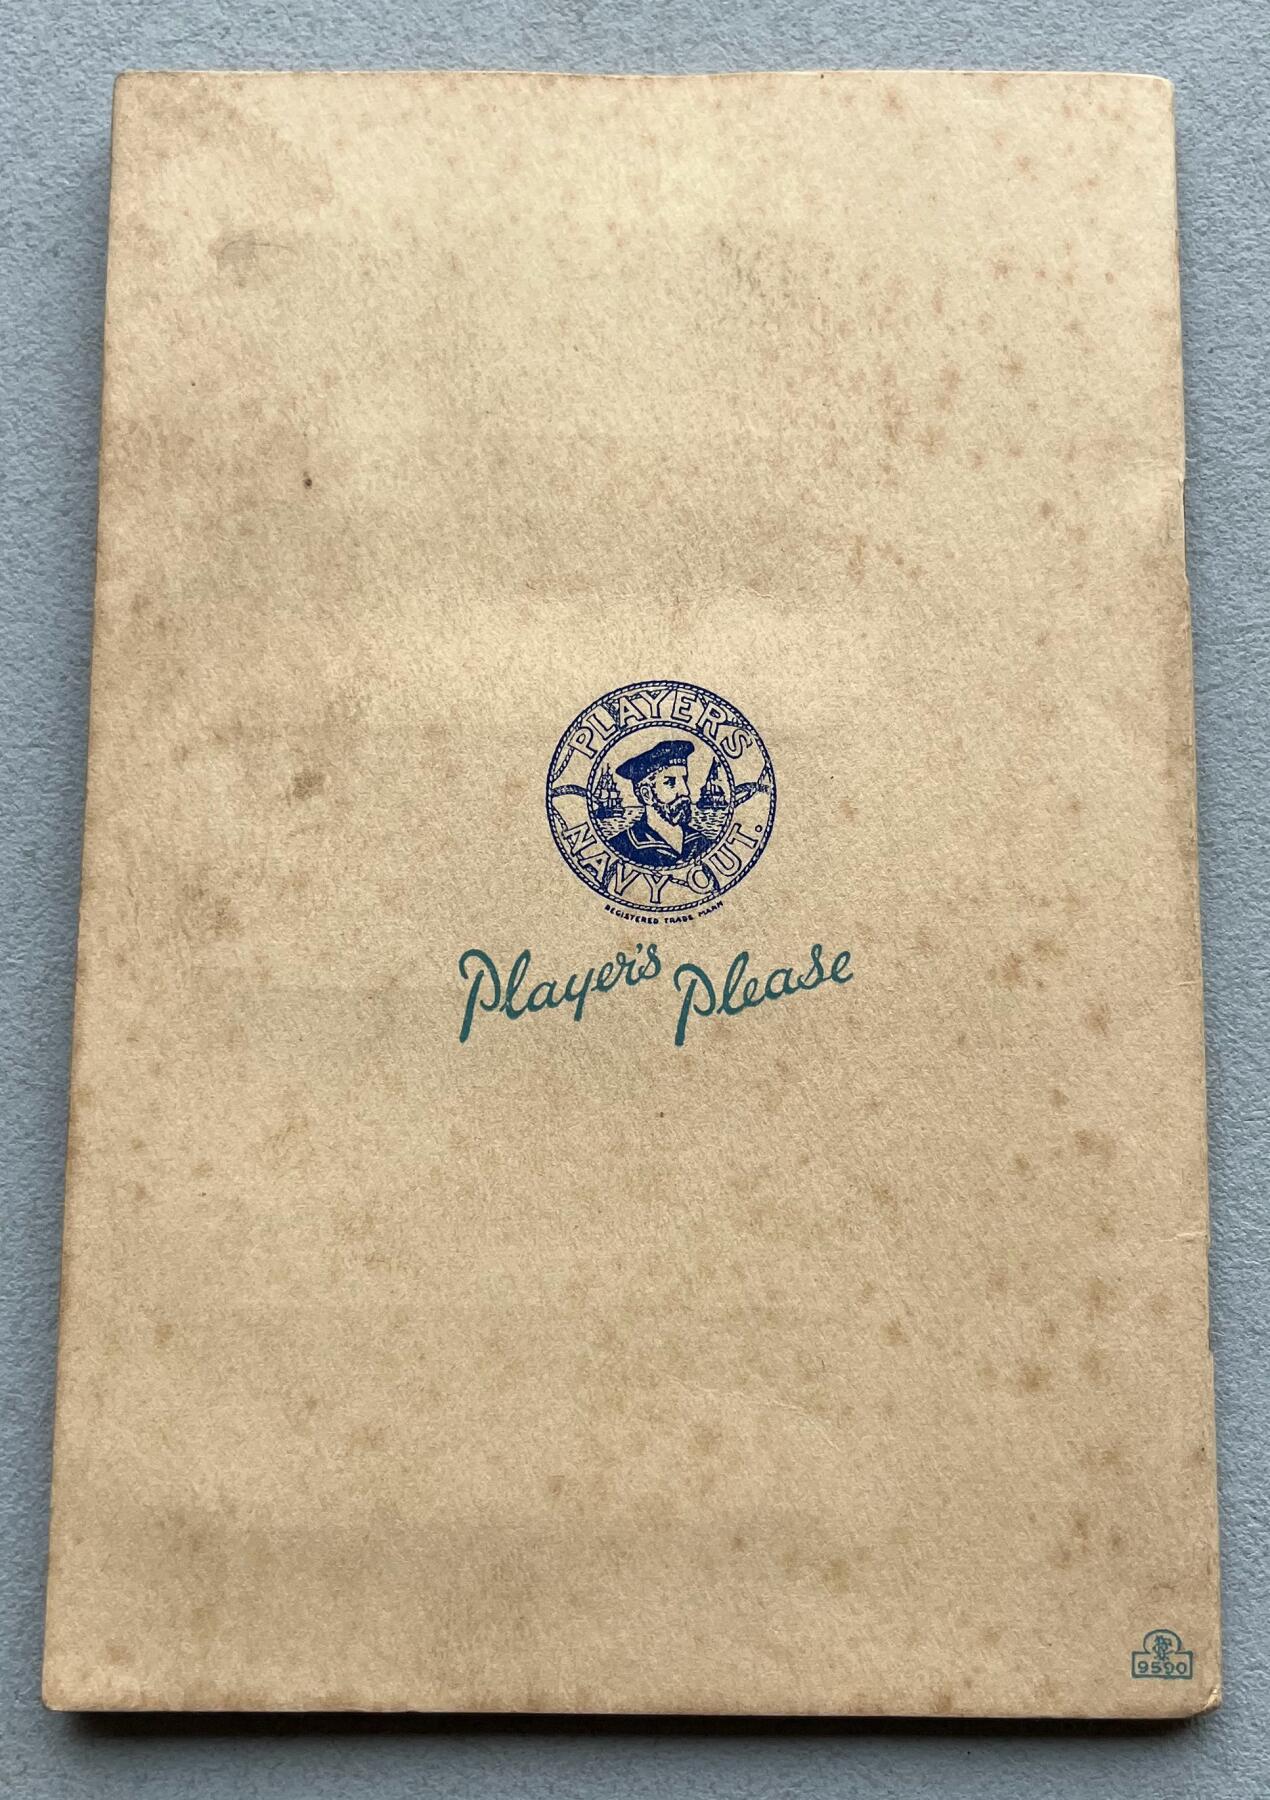 PLAYER'S
NAVY CUT.
REGISTERED TRADE MARK
Player's Please
9590